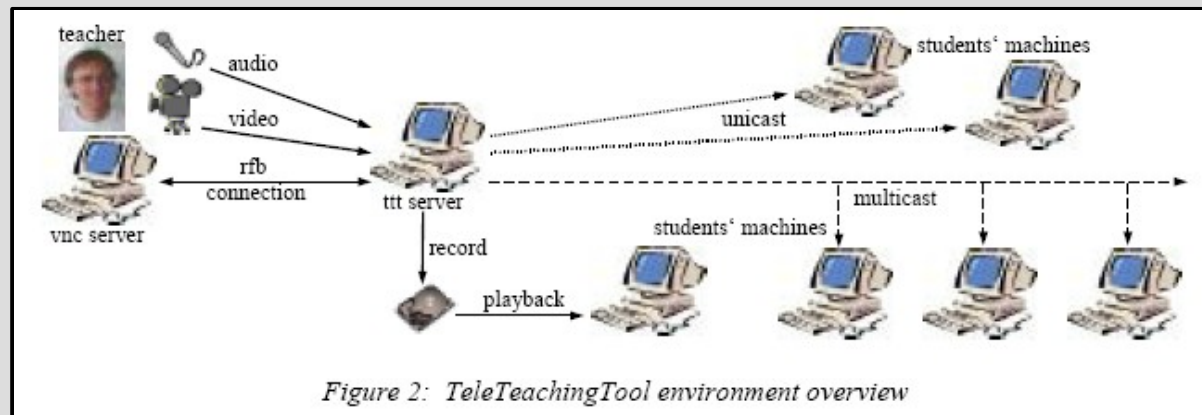 teacher
audio
video
rfb
connection
vnc server
ttt server
record
playback
unicast
students‘ machines
multicast
students‘ machines
Figure 2: TeleTeachingTool environment overview